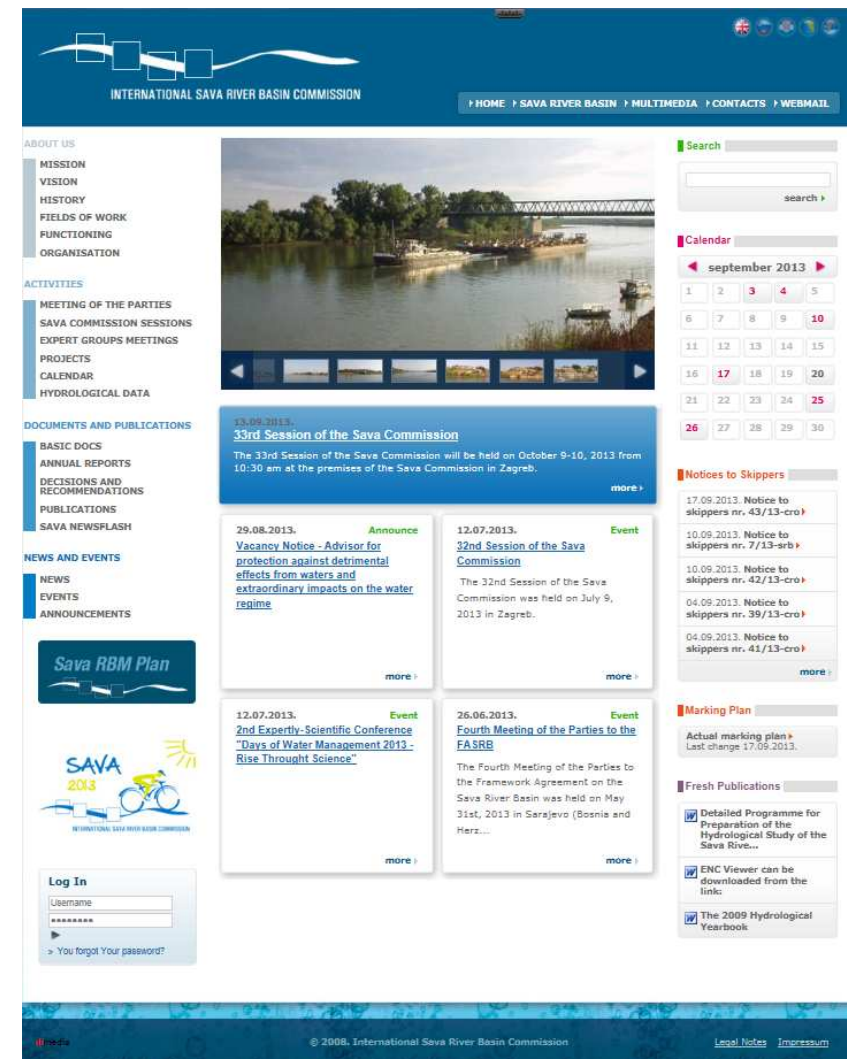 INTERNATIONAL SAVA RIVER BASIN COMMISSION
HOME SAVA RIVER BASIN MULTIMEDIA CONTACTS WEBMAIL
ABOUT US
MISSION
VISION
HISTORY
FIELDS OF WORK
FUNCTIONING
ORGANISATION
ACTIVITIES
MEETING OF THE PARTIES
SAVA COMMISSION SESSIONS
EXPERT GROUPS MEETINGS
PROJECTS
CALENDAR
HYDROLOGICAL DATA
DOCUMENTS AND PUBLICATIONS
BASIC DOCS
ANNUAL REPORTS
DECISIONS AND
RECOMMENDATIONS
PUBLICATIONS
SAVA NEWSFLASH
NEWS AND EVENTS
NEWS
EVENTS
ANNOUNCEMENTS
Sava RBM Plan
SAVA
2013
INTERNATIONAL SAVA RIVER BASIN COMMISSION
Log In
Username
********
» You forgot Your password?
13.09.2013.
33rd Session of the Sava Commission
The 33rd Session of the Sava Commission will be held on October 9-10, 2013 from
10:30 am at the premises of the Sava Commission in Zagreb.
more
29.08.2013. Announce
Vacancy Notice - Advisor for
protection against detrimental
effects from waters and
extraordinary impacts on the water
regime
more
12.07.2013. Event
32nd Session of the Sava
Commission
The 32nd Session of the Sava
Commission was held on July 9,
2013 in Zagreb.
more
12.07.2013. Event
2nd Expertly-Scientific Conference
"Days of Water Management 2013 -
Rise Throught Science"
more
26.06.2013. Event
Fourth Meeting of the Parties to the
FASRB
The Fourth Meeting of the Parties to
the Framework Agreement on the
Sava River Basin was held on May
31st, 2013 in Sarajevo (Bosnia and
Herz...
more
Search
search
Calendar
september 2013
1 2 3 4 5
6 7 8 9 10
11 12 13 14 15
16 17 18 19 20
21 22 23 24 25
26 27 28 29 30
Notices to Skippers
17.09.2013. Notice to
skippers nr. 43/13-cro
10.09.2013. Notice to
skippers nr. 7/13-srb
10.09.2013. Notice to
skippers nr. 42/13-cro
04.09.2013. Notice to
skippers nr. 39/13-cro
04.09.2013. Notice to
skippers nr. 41/13-cro
more
Marking Plan
Actual marking plan
Last change 17.09.2013.
Fresh Publications
Detailed Programme for
Preparation of the
Hydrological Study of the
Sava Rive...
ENC Viewer can be
downloaded from the
link:
The 2009 Hydrological
Yearbook
© 2008. International Sava River Basin Commission
Legal Notes Impressum